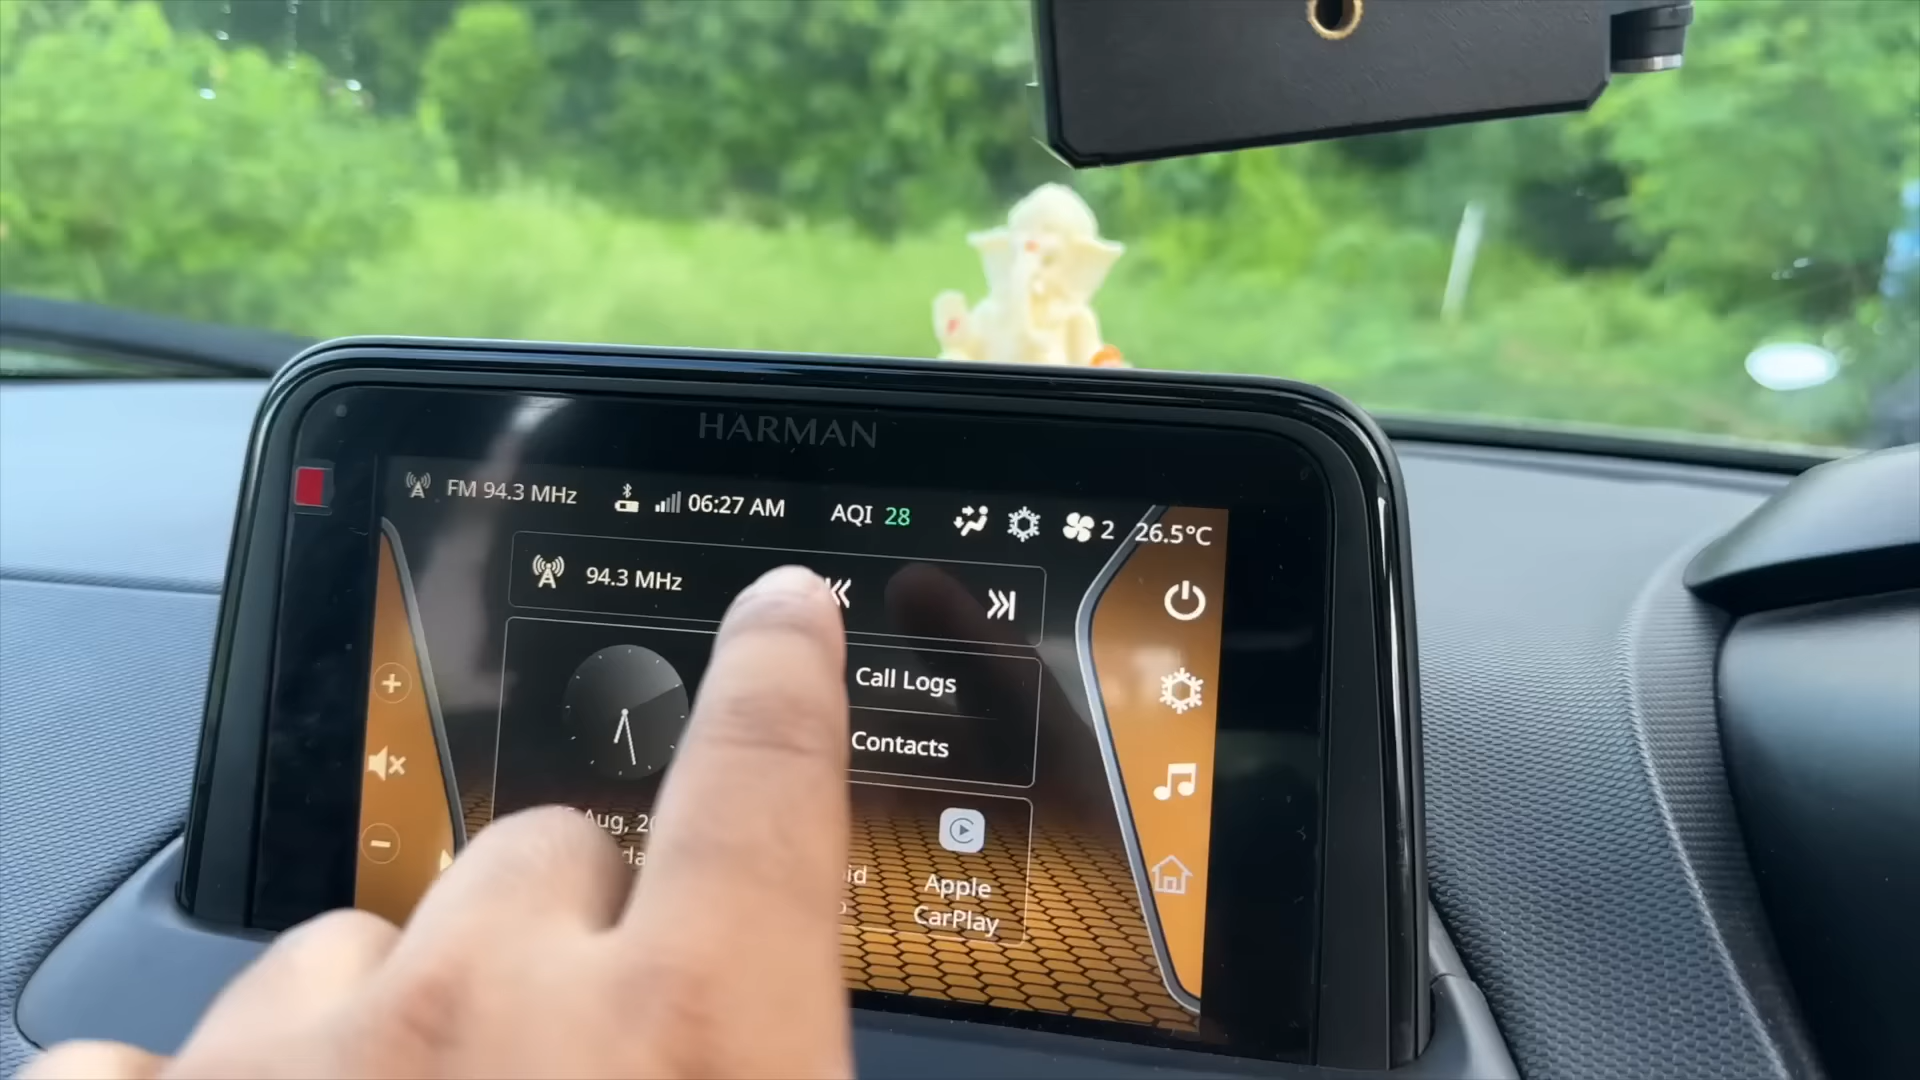 HARMAN
FM 94.3 MHz
06:27 AM
AQI 28
2
26.5°C
94.3 MHz
Call Logs
Contacts
Aug,
Apple
CarPlay